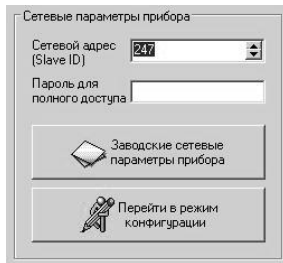 Сетевые параметры прибора
Сетевой адрес
(Slave ID)
247
Пароль для
полного доступа
Заводские сетевые
параметры прибора
Перейти в режим
конфигурации